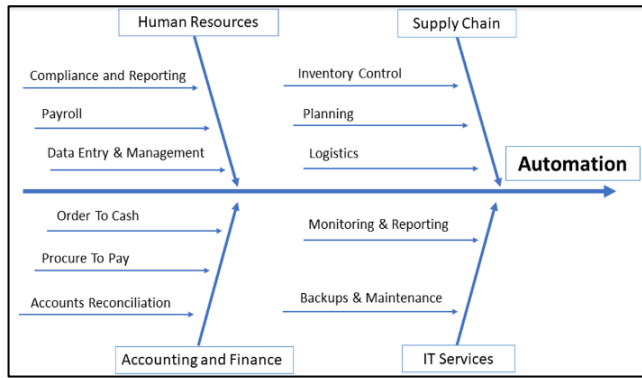 Human Resources
Supply Chain
Compliance and Reporting
Inventory Control
Payroll
Planning
Data Entry & Management
Logistics
Automation
Order To Cash
Monitoring & Reporting
Procure To Pay
Accounts Reconciliation
Backups & Maintenance
Accounting and Finance
IT Services